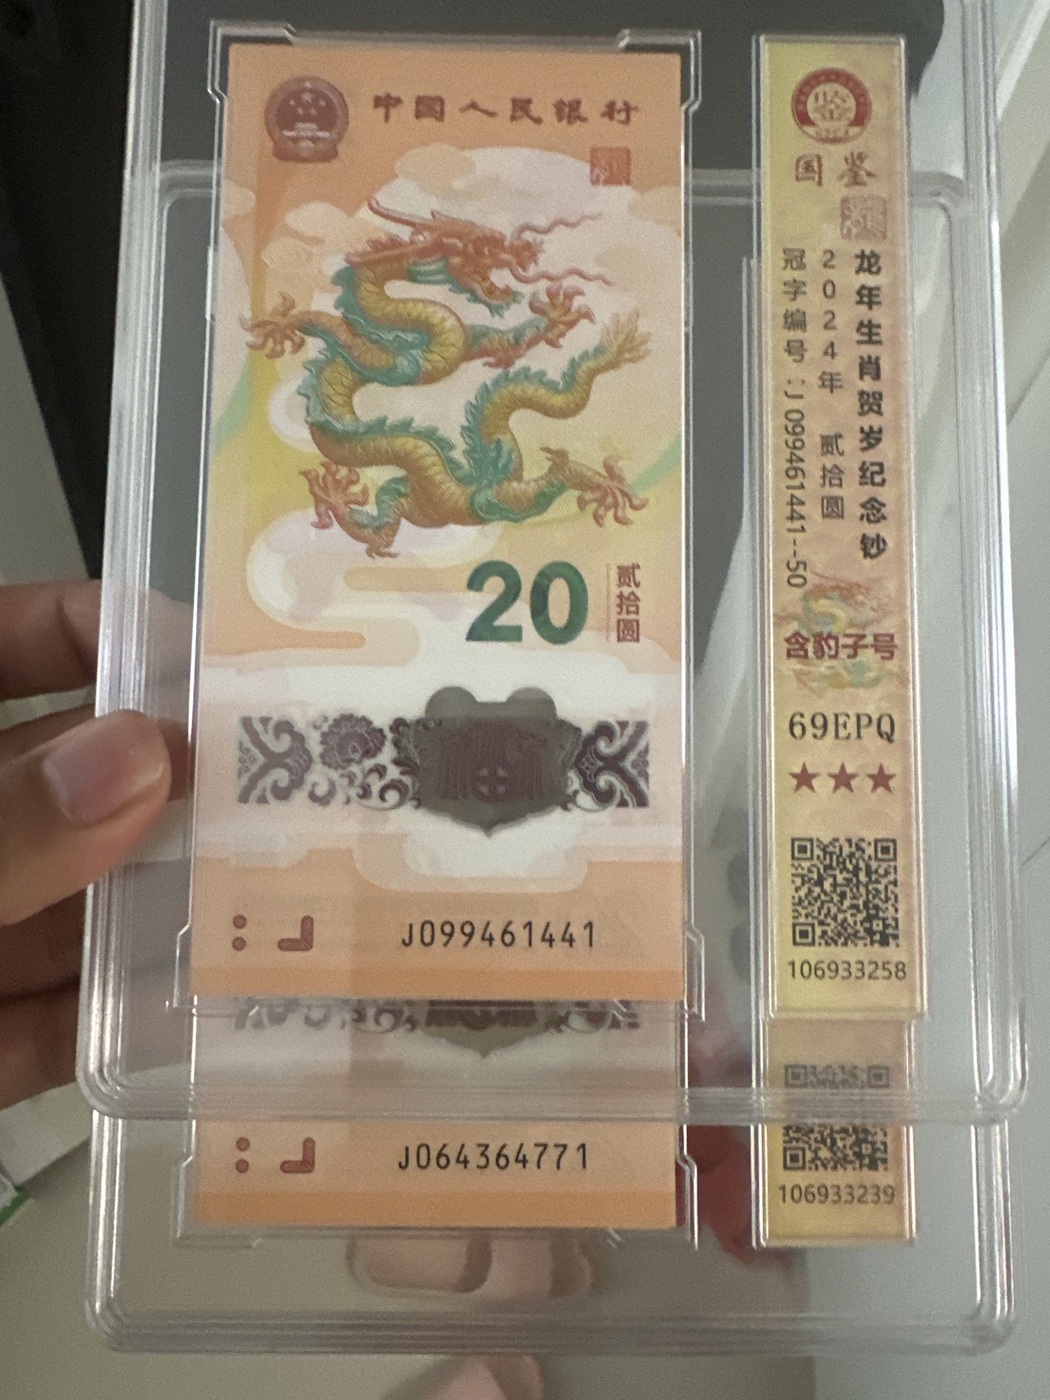 中国人民银行
20
贰拾圆
J099461441
J064364771
鉴
国鉴
龙年生肖贺岁纪念钞
2024年 贰拾圆
冠字编号:J099461441--50
含豹子号
69EPQ
★★★
106933258
106933239